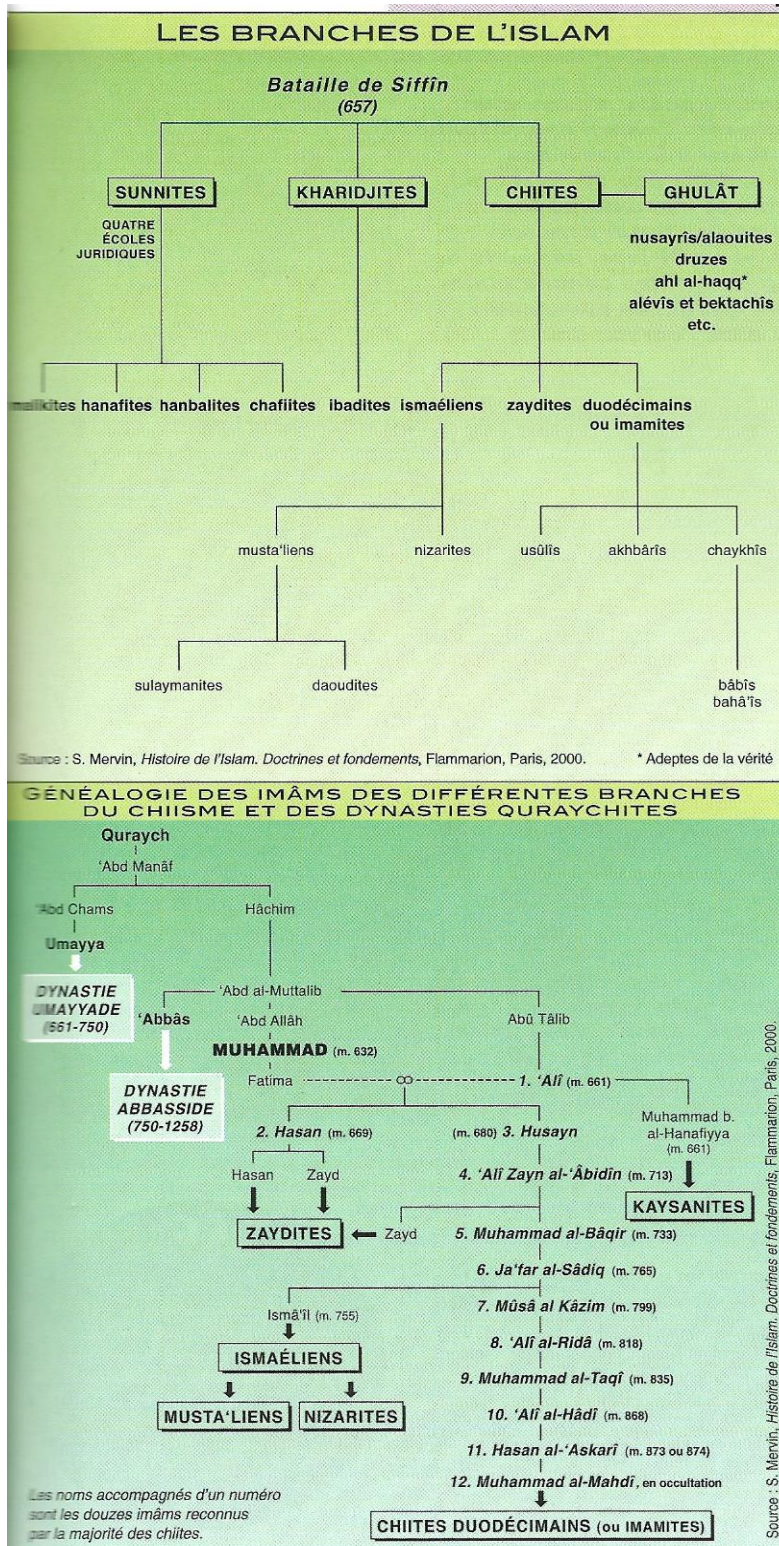 LES BRANCHES DE L'ISLAM
Bataille de Siffîn
(657)
SUNNITES
KHARIDJITES
CHIITES
GHULÂT
QUATRE
ÉCOLES
JURIDIQUES
nusayrîs/alaouites
druzes
ahl al-haqq*
alévîs et bektachîs
etc.
malikites hanafites hanbalites chafiites ibadites ismaéliens zaydites duodécimains
ou imamites
musta'liens nizarites usûlîs akhbârîs chaykhîs
sulaymanites daoudites bâbîs
bahâ'îs
Source : S. Mervin, Histoire de l'Islam. Doctrines et fondements, Flammarion, Paris, 2000. * Adeptes de la vérité
GÉNÉALOGIE DES IMÂMS DES DIFFÉRENTES BRANCHES
DU CHIISME ET DES DYNASTIES QURAYCHITES
Quraych
'Abd Manâf
'Abd Chams Hâchim
Umayya
DYNASTIE
UMAYYADE
(661-750)
'Abd al-Muttalib
'Abbâs 'Abd Allâh Abû Tâlib
MUHAMMAD (m. 632)
Fatima 1. 'Alî (m. 661)
DYNASTIE
ABBASSIDE
(750-1258)
Muhammad b.
al-Hanafiyya
(m. 661)
2. Hasan (m. 669) (m. 680) 3. Husayn
Hasan Zayd 4. 'Alî Zayn al-'Âbidîn (m. 713)
KAYSANITES
ZAYDITES Zayd 5. Muhammad al-Bâqir (m. 733)
6. Ja'far al-Sâdiq (m. 765)
Ismâ'îl (m. 755) 7. Mûsâ al Kâzim (m. 799)
ISMAÉLIENS 8. 'Alî al-Ridâ (m. 818)
9. Muhammad al-Taqî (m. 835)
MUSTA'LIENS NIZARITES 10. 'Alî al-Hâdî (m. 868)
11. Hasan al-'Askarî (m. 873 ou 874)
12. Muhammad al-Mahdî, en occultation
Les noms accompagnés d'un numéro
sont les douzes imâms reconnus
par la majorité des chiites.
CHIITES DUODÉCIMAINS (ou IMAMITES)
Source : S. Mervin, Histoire de l'Islam. Doctrines et fondements, Flammarion, Paris, 2000.